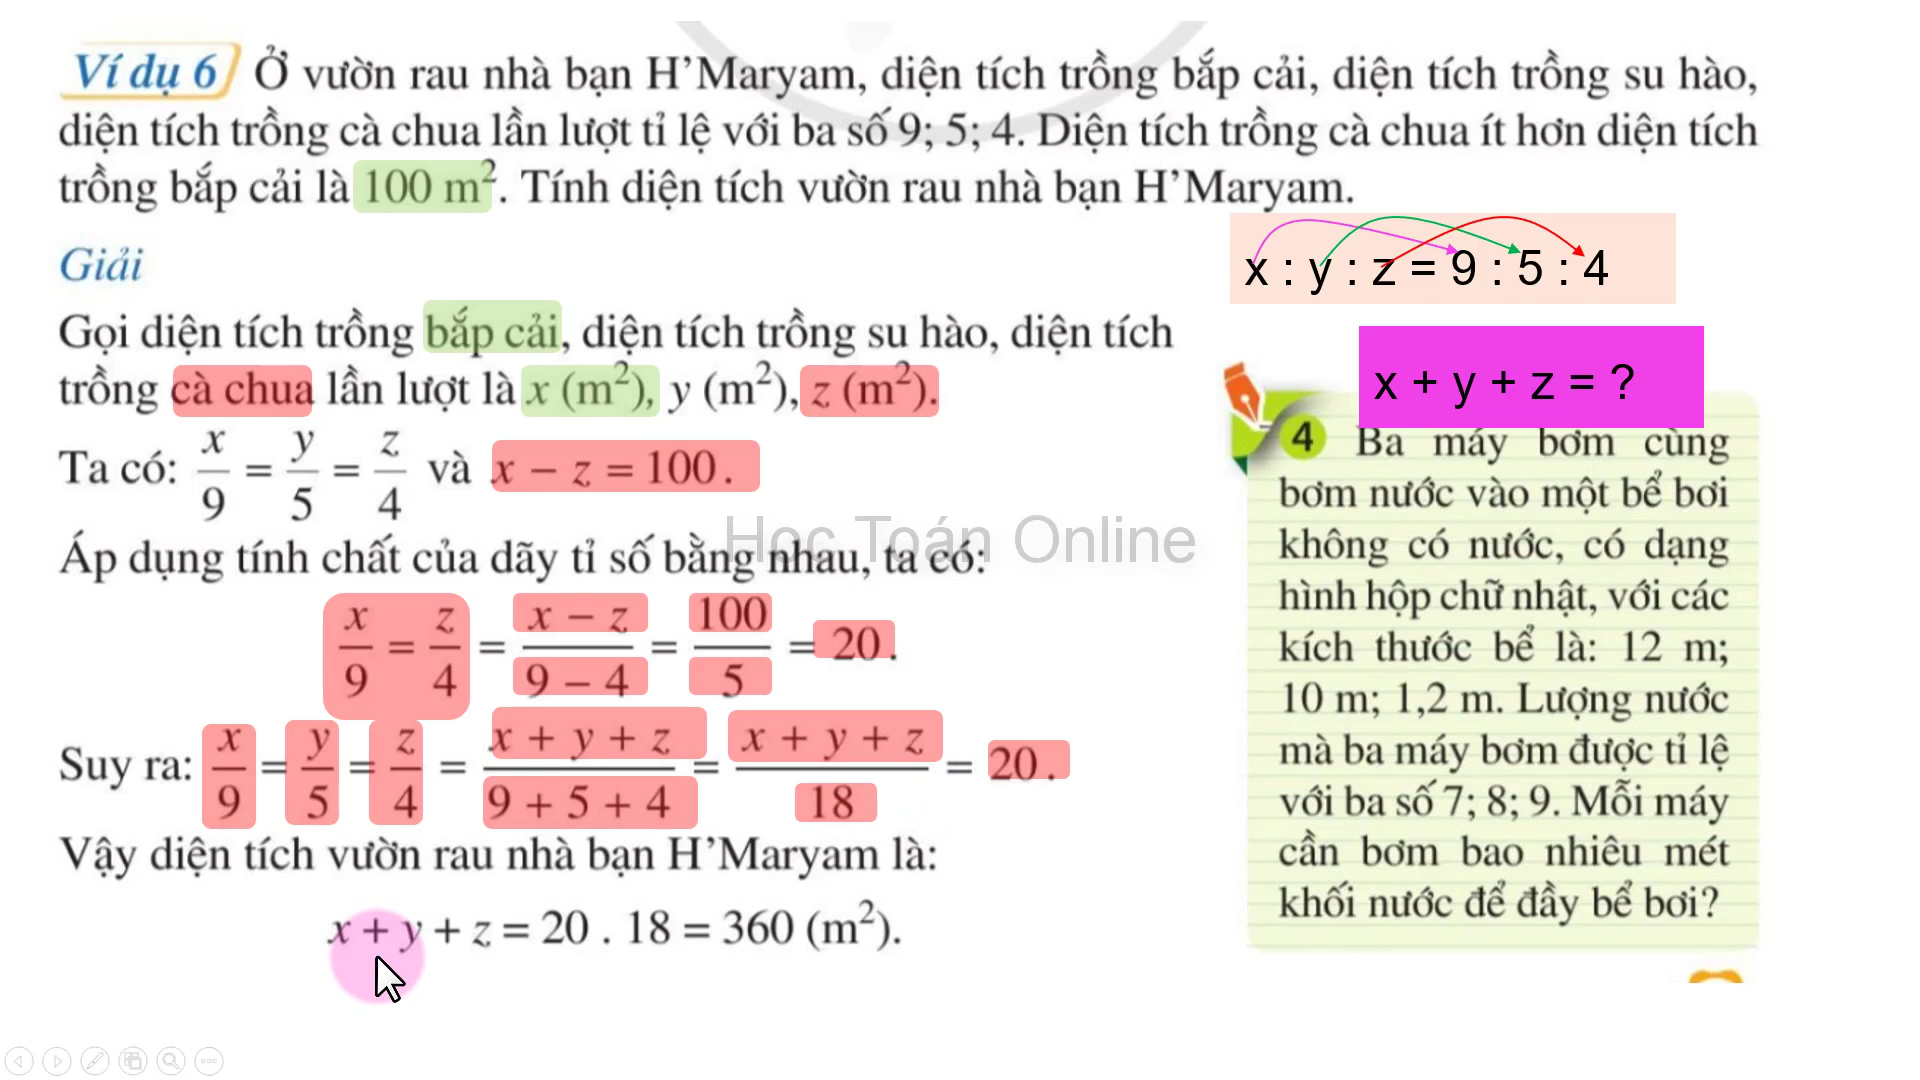 Ví dụ 6 Ở vườn rau nhà bạn H’Maryam, diện tích trồng bắp cải, diện tích trồng su hào,
diện tích trồng cà chua lần lượt tỉ lệ với ba số 9; 5; 4. Diện tích trồng cà chua ít hơn diện tích
trồng bắp cải là 100 m². Tính diện tích vườn rau nhà bạn H’Maryam.
Giải
x : y : z = 9 : 5 : 4
Gọi diện tích trồng bắp cải, diện tích trồng su hào, diện tích
trồng cà chua lần lượt là x (m²), y (m²), z (m²).
Ta có: x/9 = y/5 = z/4 và x − z = 100.
Áp dụng tính chất của dãy tỉ số bằng nhau, ta có:
x/9 = z/4 = (x − z)/(9 − 4) = 100/5 = 20.
Suy ra: x/9 = y/5 = z/4 = (x + y + z)/(9 + 5 + 4) = (x + y + z)/18 = 20.
Vậy diện tích vườn rau nhà bạn H’Maryam là:
x + y + z = 20 . 18 = 360 (m²).
x + y + z = ?
4 Ba máy bơm cùng
bơm nước vào một bể bơi
không có nước, có dạng
hình hộp chữ nhật, với các
kích thước bể là: 12 m;
10 m; 1,2 m. Lượng nước
mà ba máy bơm được tỉ lệ
với ba số 7; 8; 9. Mỗi máy
cần bơm bao nhiêu mét
khối nước để đầy bể bơi?
Học Toán Online